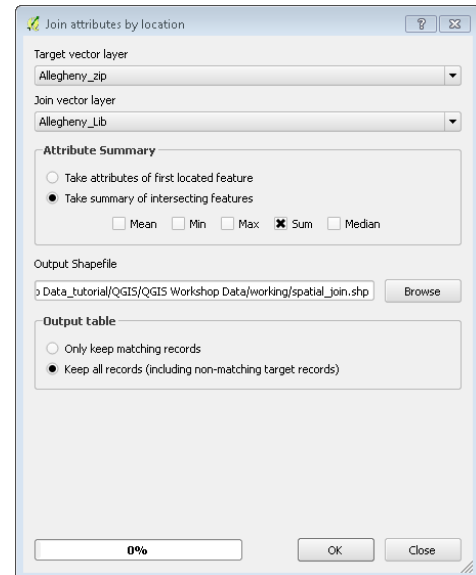 Join attributes by location
Target vector layer
Allegheny_zip
Join vector layer
Allegheny_Lib
Attribute Summary
Take attributes of first located feature
Take summary of intersecting features
Mean Min Max Sum Median
Output Shapefile
o Data_tutorial/QGIS/QGIS Workshop Data/working/spatial_join.shp Browse
Output table
Only keep matching records
Keep all records (including non-matching target records)
0% OK Close